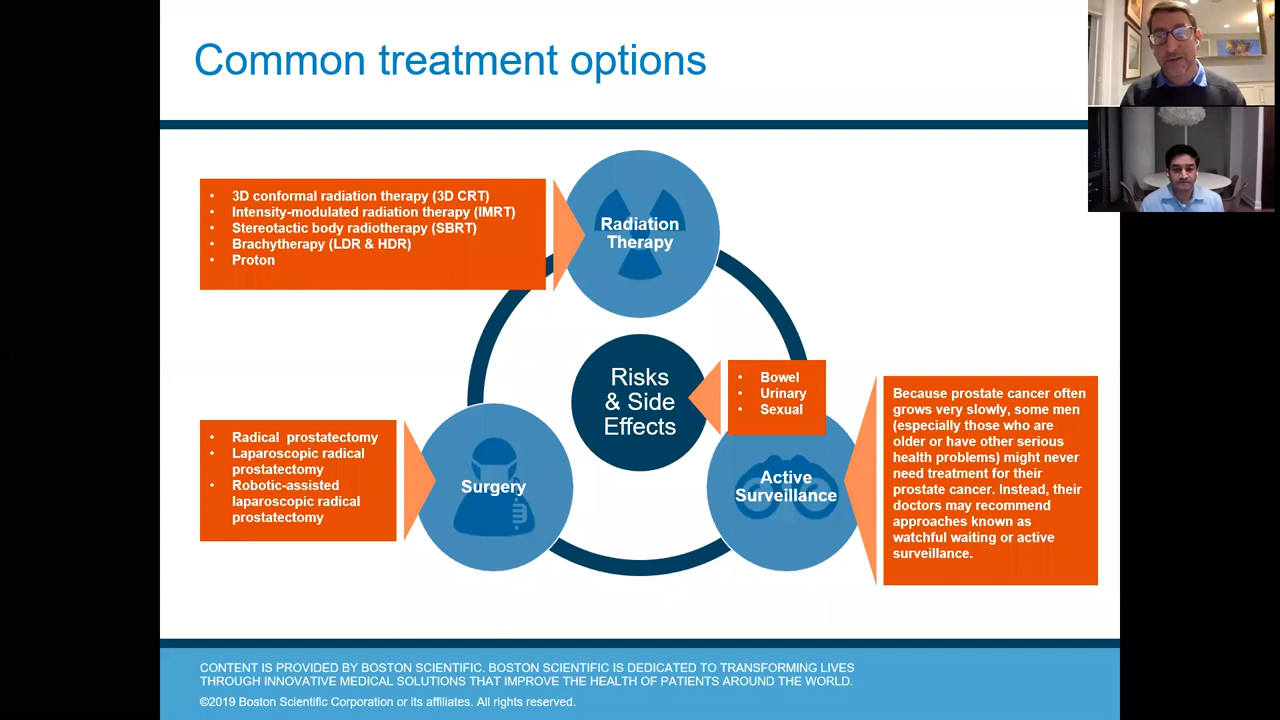 Common treatment options
• 3D conformal radiation therapy (3D CRT)
• Intensity-modulated radiation therapy (IMRT)
• Stereotactic body radiotherapy (SBRT)
• Brachytherapy (LDR & HDR)
• Proton
Radiation
Therapy
Risks
& Side
Effects
• Bowel
• Urinary
• Sexual
Because prostate cancer often
grows very slowly, some men
(especially those who are
older or have other serious
health problems) might never
need treatment for their
prostate cancer. Instead, their
doctors may recommend
approaches known as
watchful waiting or active
surveillance.
• Radical prostatectomy
• Laparoscopic radical
prostatectomy
• Robotic-assisted
laparoscopic radical
prostatectomy
Surgery
Active
Surveillance
CONTENT IS PROVIDED BY BOSTON SCIENTIFIC. BOSTON SCIENTIFIC IS DEDICATED TO TRANSFORMING LIVES
THROUGH INNOVATIVE MEDICAL SOLUTIONS THAT IMPROVE THE HEALTH OF PATIENTS AROUND THE WORLD.
©2019 Boston Scientific Corporation or its affiliates. All rights reserved.